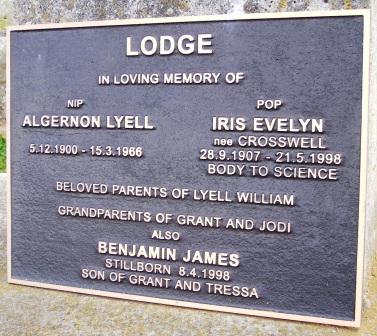 LODGE
IN LOVING MEMORY OF
NIP POP
ALGERNON LYELL IRIS EVELYN
nee CROSSWELL
5.12.1900 - 15.3.1966 28.9.1907 - 21.5.1998
BODY TO SCIENCE
BELOVED PARENTS OF LYELL WILLIAM
GRANDPARENTS OF GRANT AND JODI
ALSO
BENJAMIN JAMES
STILLBORN 8.4.1998
SON OF GRANT AND TRESSA